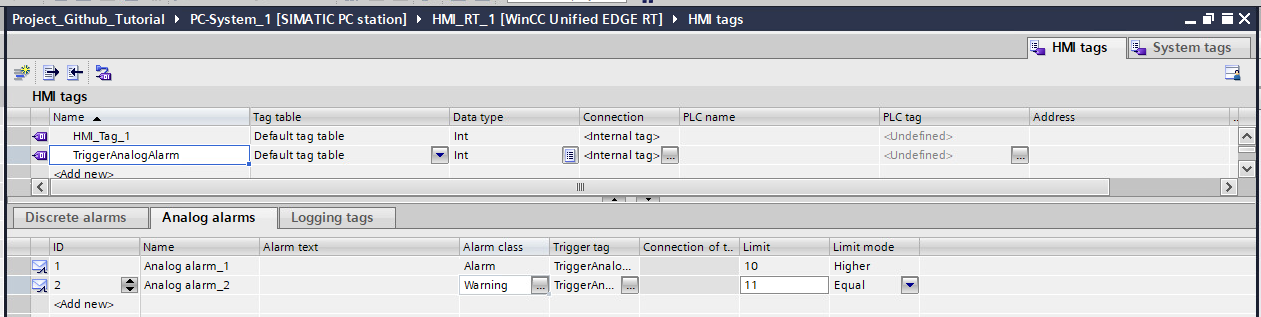 Project_Github_Tutorial ▸ PC-System_1 [SIMATIC PC station] ▸ HMI_RT_1 [WinCC Unified EDGE RT] ▸ HMI tags
HMI tags System tags
HMI tags
Name Tag table Data type Connection PLC name PLC tag Address ..
HMI_Tag_1 Default tag table Int <Internal tag> <Undefined>
TriggerAnalogAlarm Default tag table Int <Internal tag> ... <Undefined> ...
<Add new>
Discrete alarms Analog alarms Logging tags
ID Name Alarm text Alarm class Trigger tag Connection of t.. Limit Limit mode
1 Analog alarm_1 Alarm TriggerAnalo... 10 Higher
2 Analog alarm_2 Warning ... TriggerAn... ... 11 Equal
<Add new>